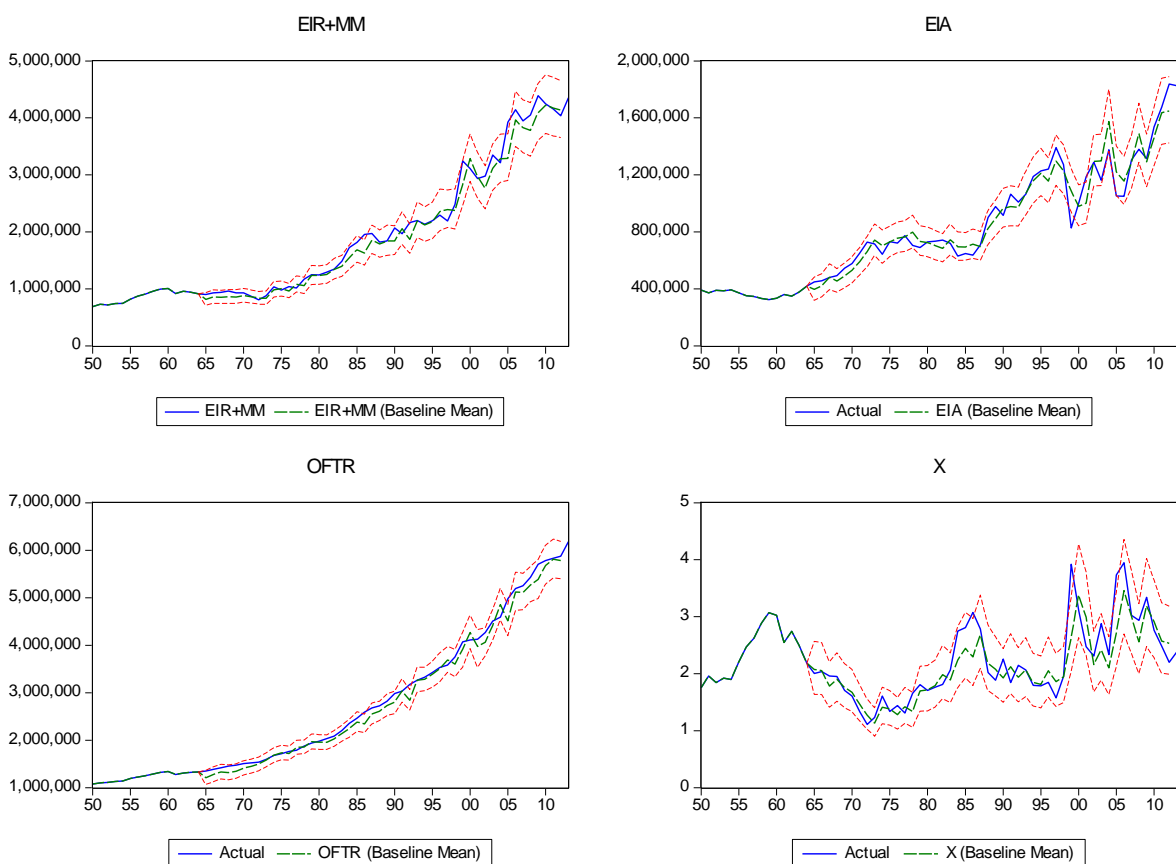 EIR+MM
5,000,000
4,000,000
3,000,000
2,000,000
1,000,000
0
50 55 60 65 70 75 80 85 90 95 00 05 10
EIR+MM EIR+MM (Baseline Mean)
EIA
2,000,000
1,600,000
1,200,000
800,000
400,000
0
50 55 60 65 70 75 80 85 90 95 00 05 10
Actual EIA (Baseline Mean)
OFTR
7,000,000
6,000,000
5,000,000
4,000,000
3,000,000
2,000,000
1,000,000
50 55 60 65 70 75 80 85 90 95 00 05 10
Actual OFTR (Baseline Mean)
X
5
4
3
2
1
0
50 55 60 65 70 75 80 85 90 95 00 05 10
Actual X (Baseline Mean)